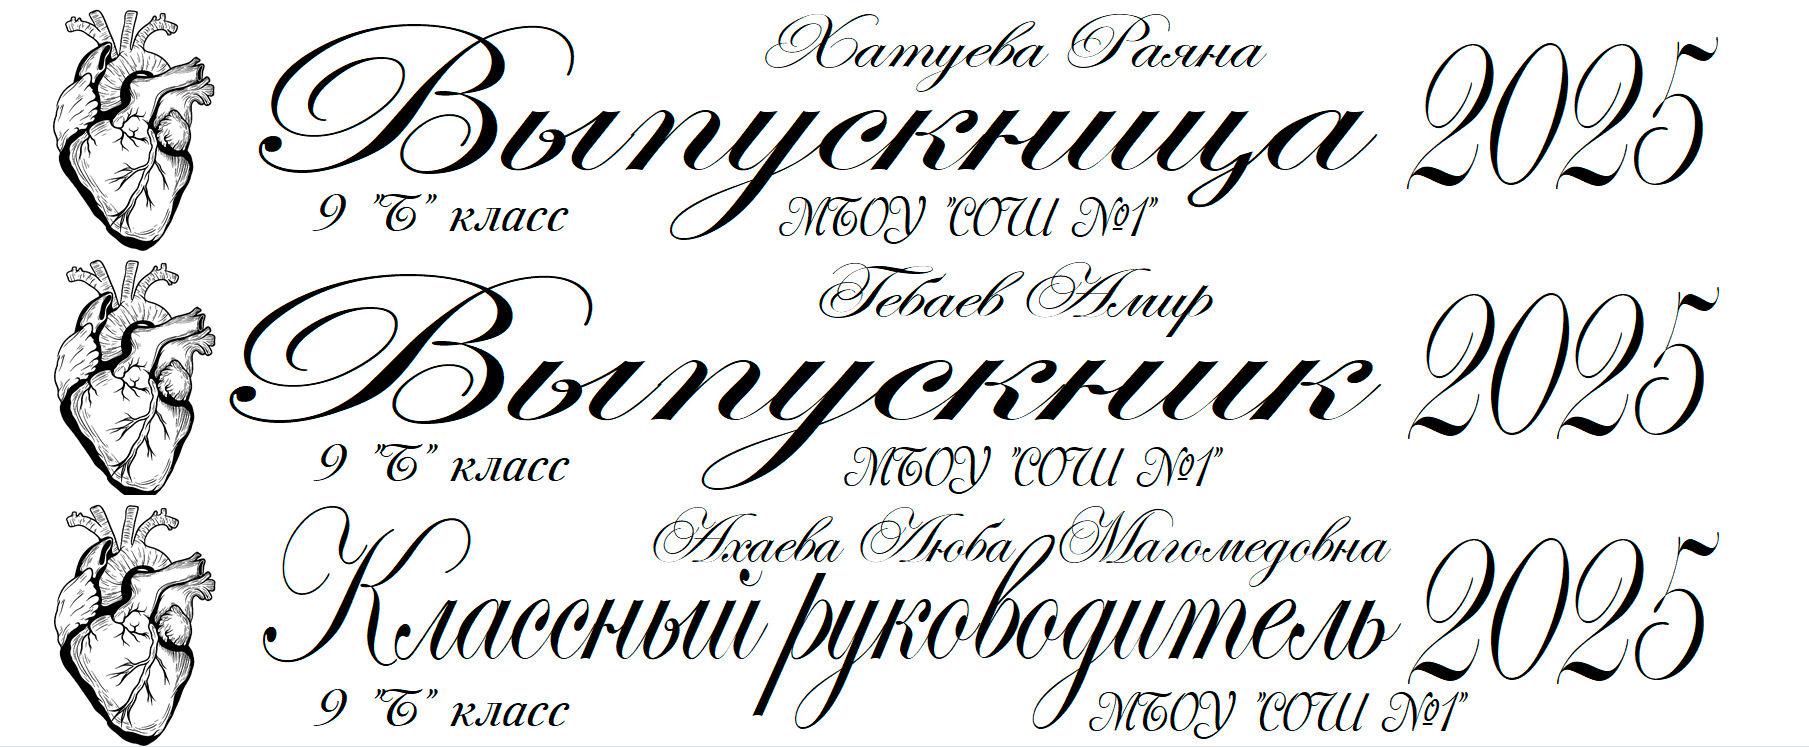 Хатуева Раяна
Выпускница 2025
9 "Б" класс МБОУ "СОШ №1"
Гебаев Амир
Выпускник 2025
9 "Б" класс МБОУ "СОШ №1"
Ахаева Люба Магомедовна
Классный руководитель 2025
9 "Б" класс МБОУ "СОШ №1"